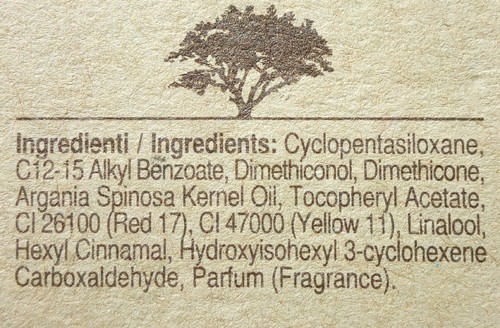 Ingredienti / Ingredients: Cyclopentasiloxane,
C12-15 Alkyl Benzoate, Dimethiconol, Dimethicone,
Argania Spinosa Kernel Oil, Tocopheryl Acetate,
CI 26100 (Red 17), CI 47000 (Yellow 11), Linalool,
Hexyl Cinnamal, Hydroxyisohexyl 3-cyclohexene
Carboxaldehyde, Parfum (Fragrance).